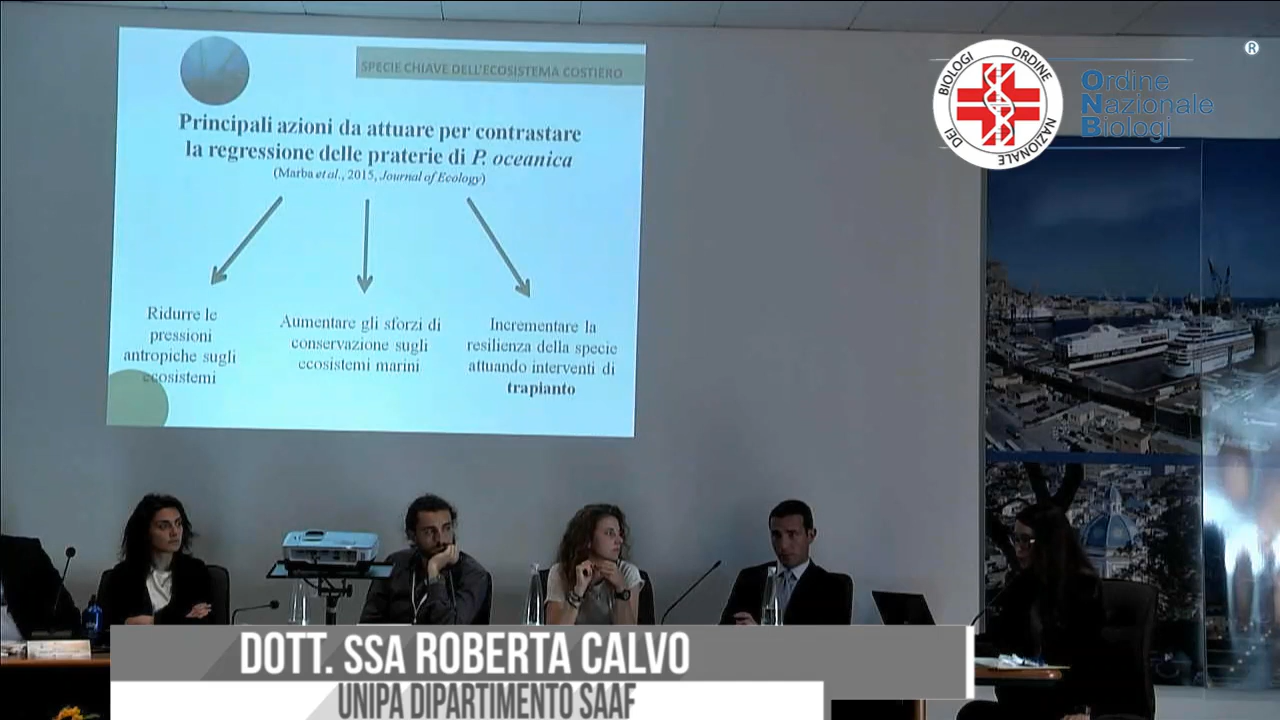 SPECIE CHIAVE DELL'ECOSISTEMA COSTIERO
Principali azioni da attuare per contrastare
la regressione delle praterie di P. oceanica
(Marba et al., 2015, Journal of Ecology)
Ridurre le
pressioni
antropiche sugli
ecosistemi
Aumentare gli sforzi di
conservazione sugli
ecosistemi marini
Incrementare la
resilienza della specie
attuando interventi di
trapianto
ORDINE NAZIONALE DEI BIOLOGI
Ordine
Nazionale
Biologi
®
DOTT. SSA ROBERTA CALVO
UNIPA DIPARTIMENTO SAAF